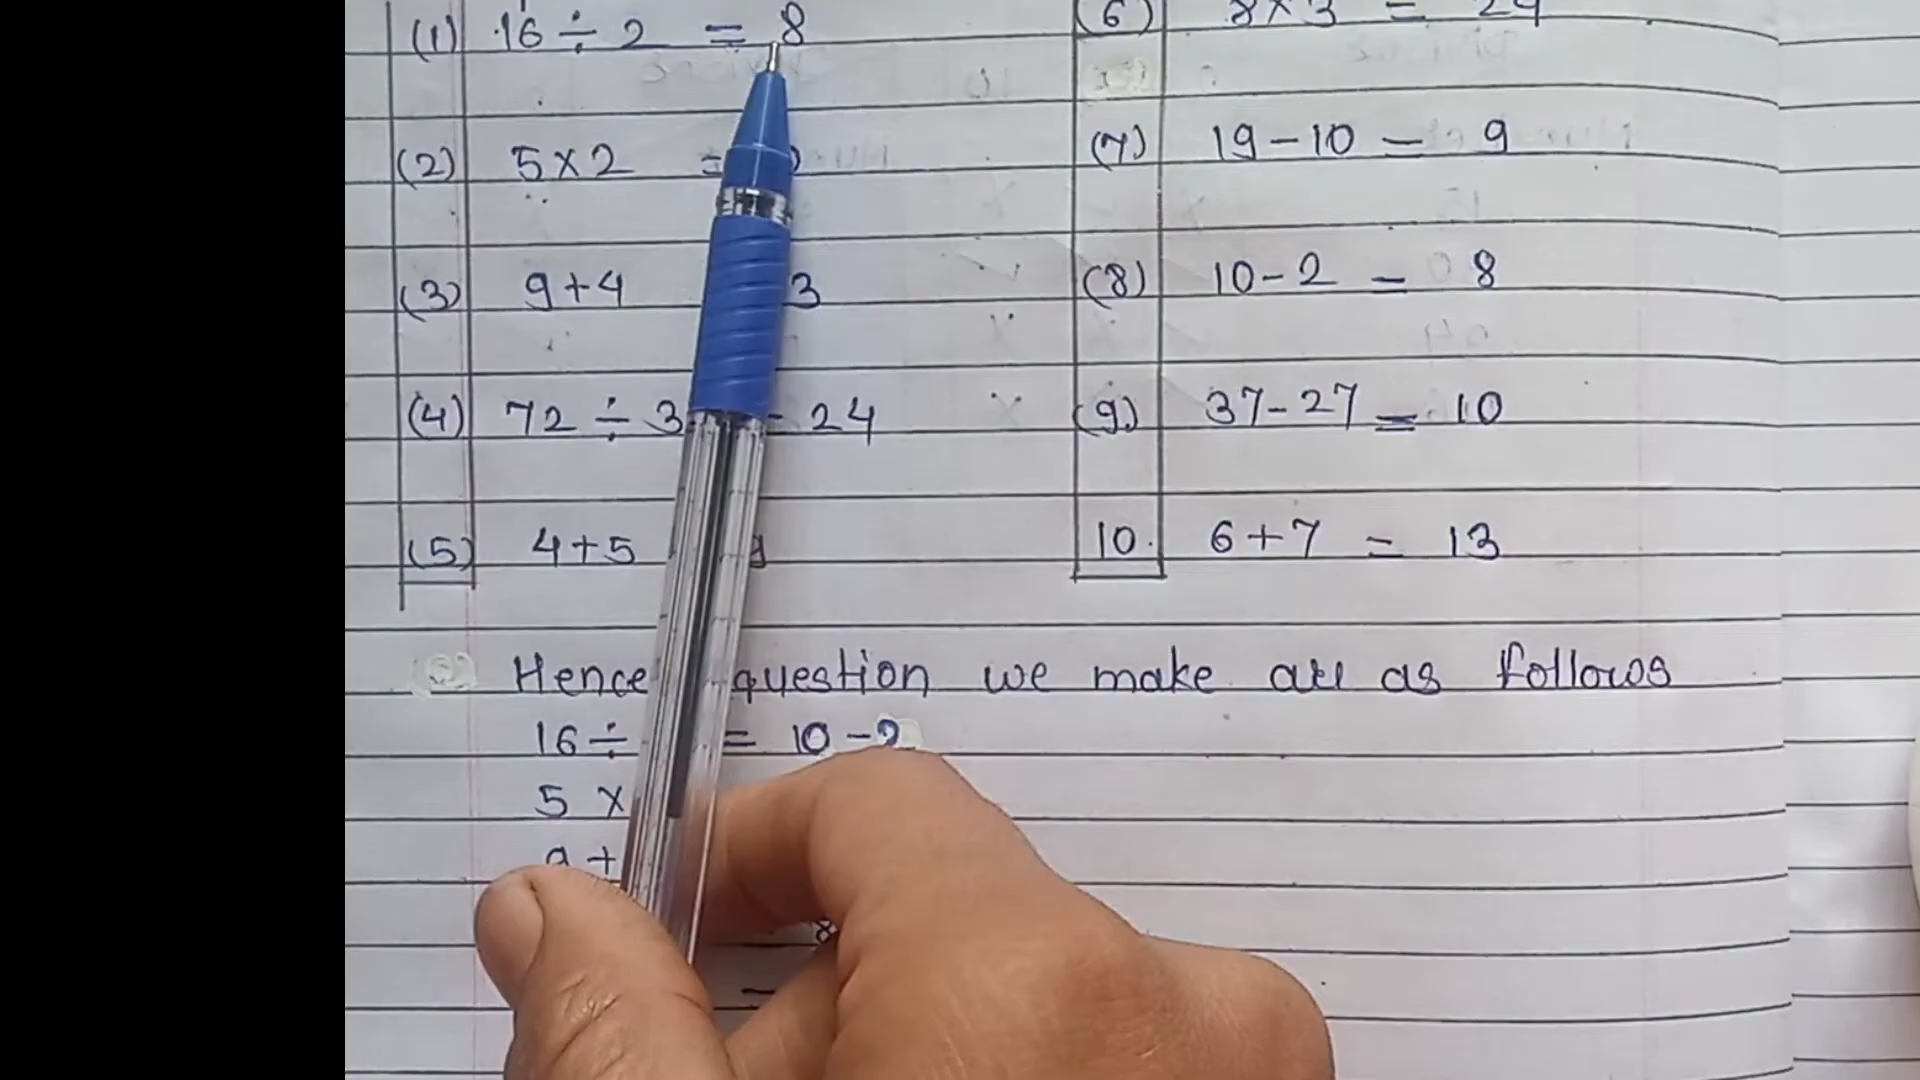 (1) 16 ÷ 2 = 8
(2) 5 × 2 =
(3) 9 + 4 3
(4) 72 ÷ 3 = 24
(5) 4 + 5 9
(6) 8 × 3 = 24
(7) 19 - 10 = 9
(8) 10 - 2 = 8
(9) 37 - 27 = 10
10. 6 + 7 = 13
Hence question we make are as follows
16 ÷ = 10 - 2
5 ×
9 +